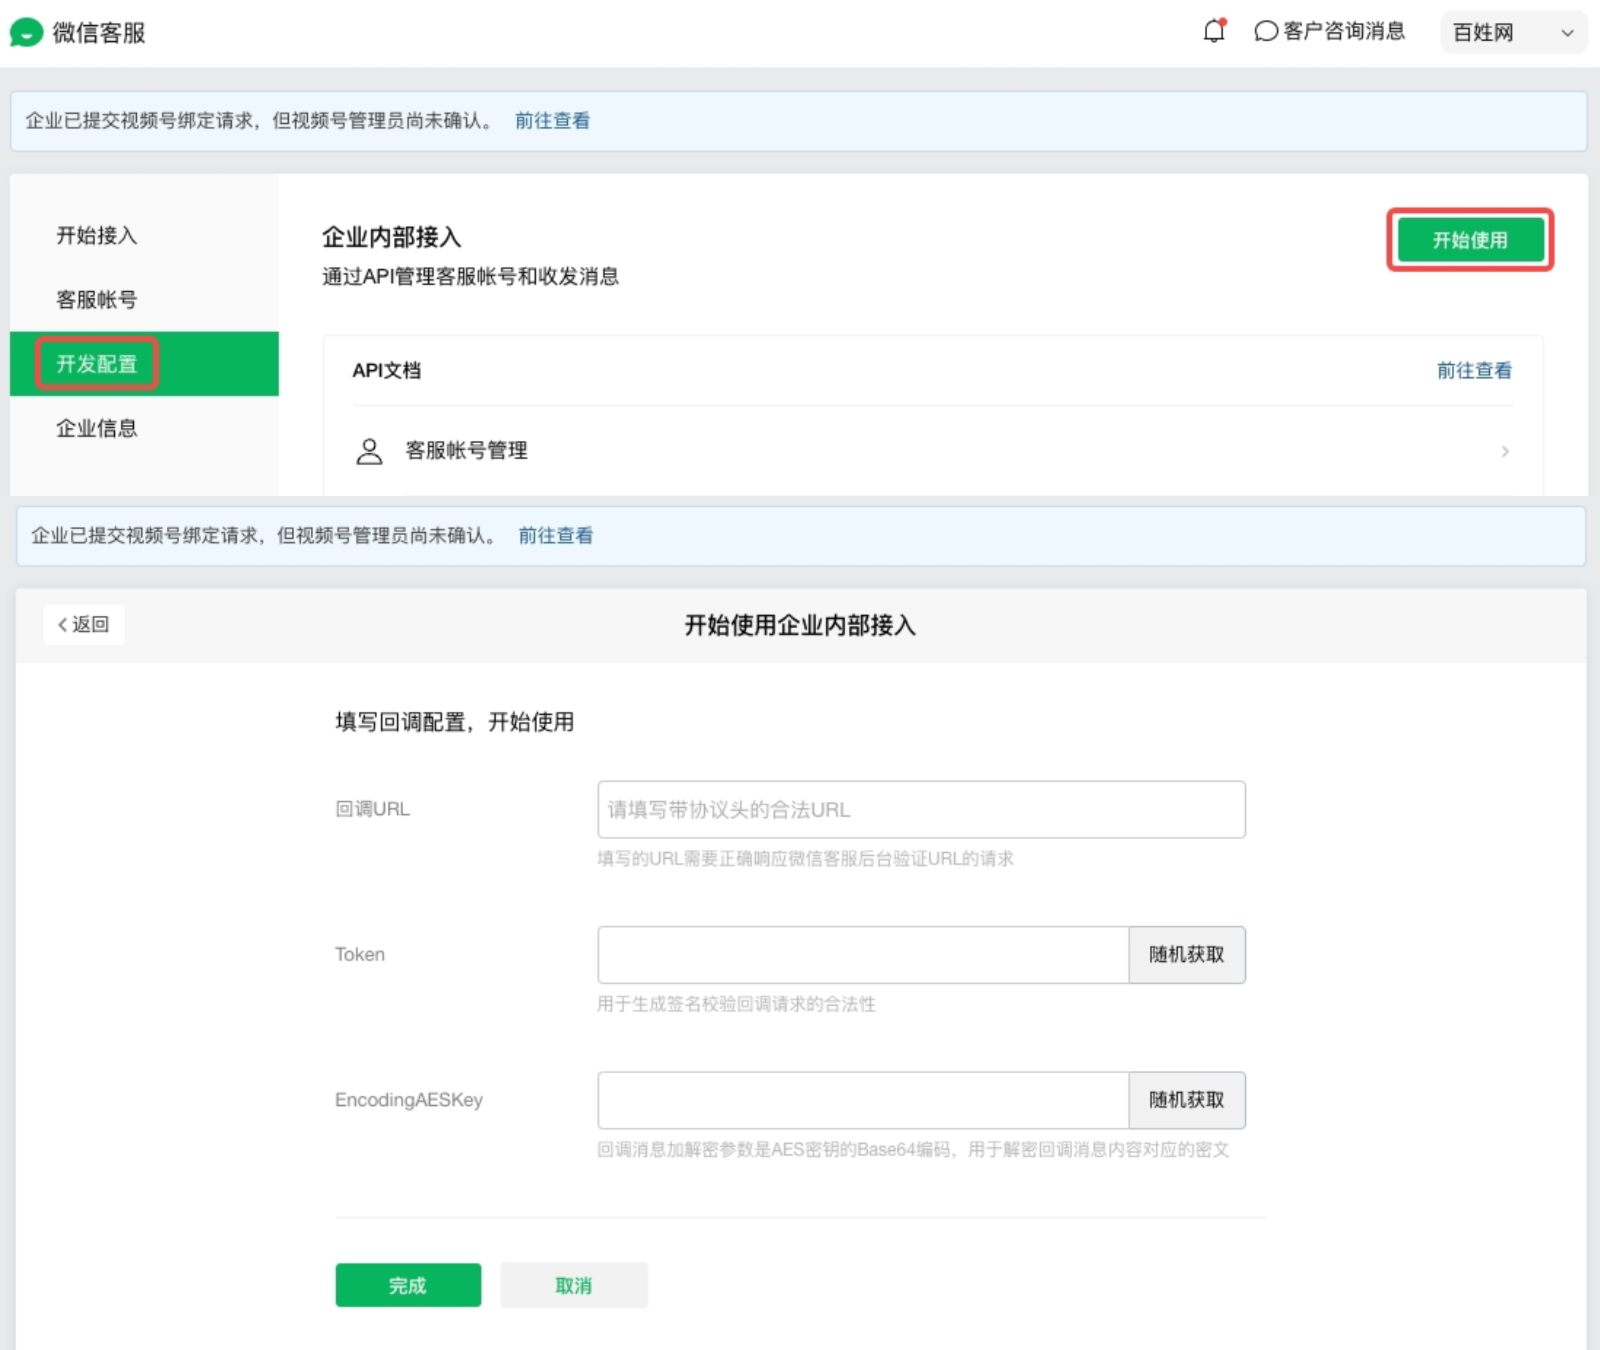 微信客服
客户咨询消息
百姓网
企业已提交视频号绑定请求，但视频号管理员尚未确认。 前往查看
开始接入
客服帐号
开发配置
企业信息
企业内部接入
通过API管理客服帐号和收发消息
开始使用
API文档
前往查看
客服帐号管理
企业已提交视频号绑定请求，但视频号管理员尚未确认。 前往查看
返回
开始使用企业内部接入
填写回调配置，开始使用
回调URL
请填写带协议头的合法URL
填写的URL需要正确响应微信客服后台验证URL的请求
Token
随机获取
用于生成签名校验回调请求的合法性
EncodingAESKey
随机获取
回调消息加解密参数是AES密钥的Base64编码，用于解密回调消息内容对应的密文
完成
取消